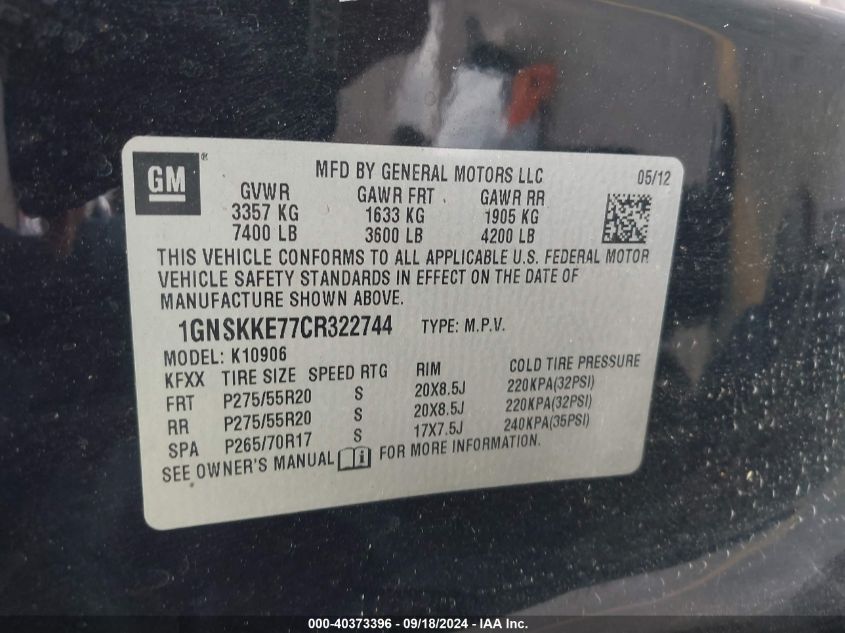 GM ®
MFD BY GENERAL MOTORS LLC 05/12
GVWR GAWR FRT GAWR RR
3357 KG 1633 KG 1905 KG
7400 LB 3600 LB 4200 LB
THIS VEHICLE CONFORMS TO ALL APPLICABLE U.S. FEDERAL MOTOR
VEHICLE SAFETY STANDARDS IN EFFECT ON THE DATE OF
MANUFACTURE SHOWN ABOVE.
1GNSKKE77CR322744 TYPE: M.P.V.
MODEL: K10906
KFXX TIRE SIZE SPEED RTG RIM COLD TIRE PRESSURE
FRT P275/55R20 S 20X8.5J 220KPA(32PSI)
RR P275/55R20 S 20X8.5J 220KPA(32PSI)
SPA P265/70R17 S 17X7.5J 240KPA(35PSI)
SEE OWNER'S MANUAL i FOR MORE INFORMATION.
000-40373396 - 09/18/2024 - IAA Inc.